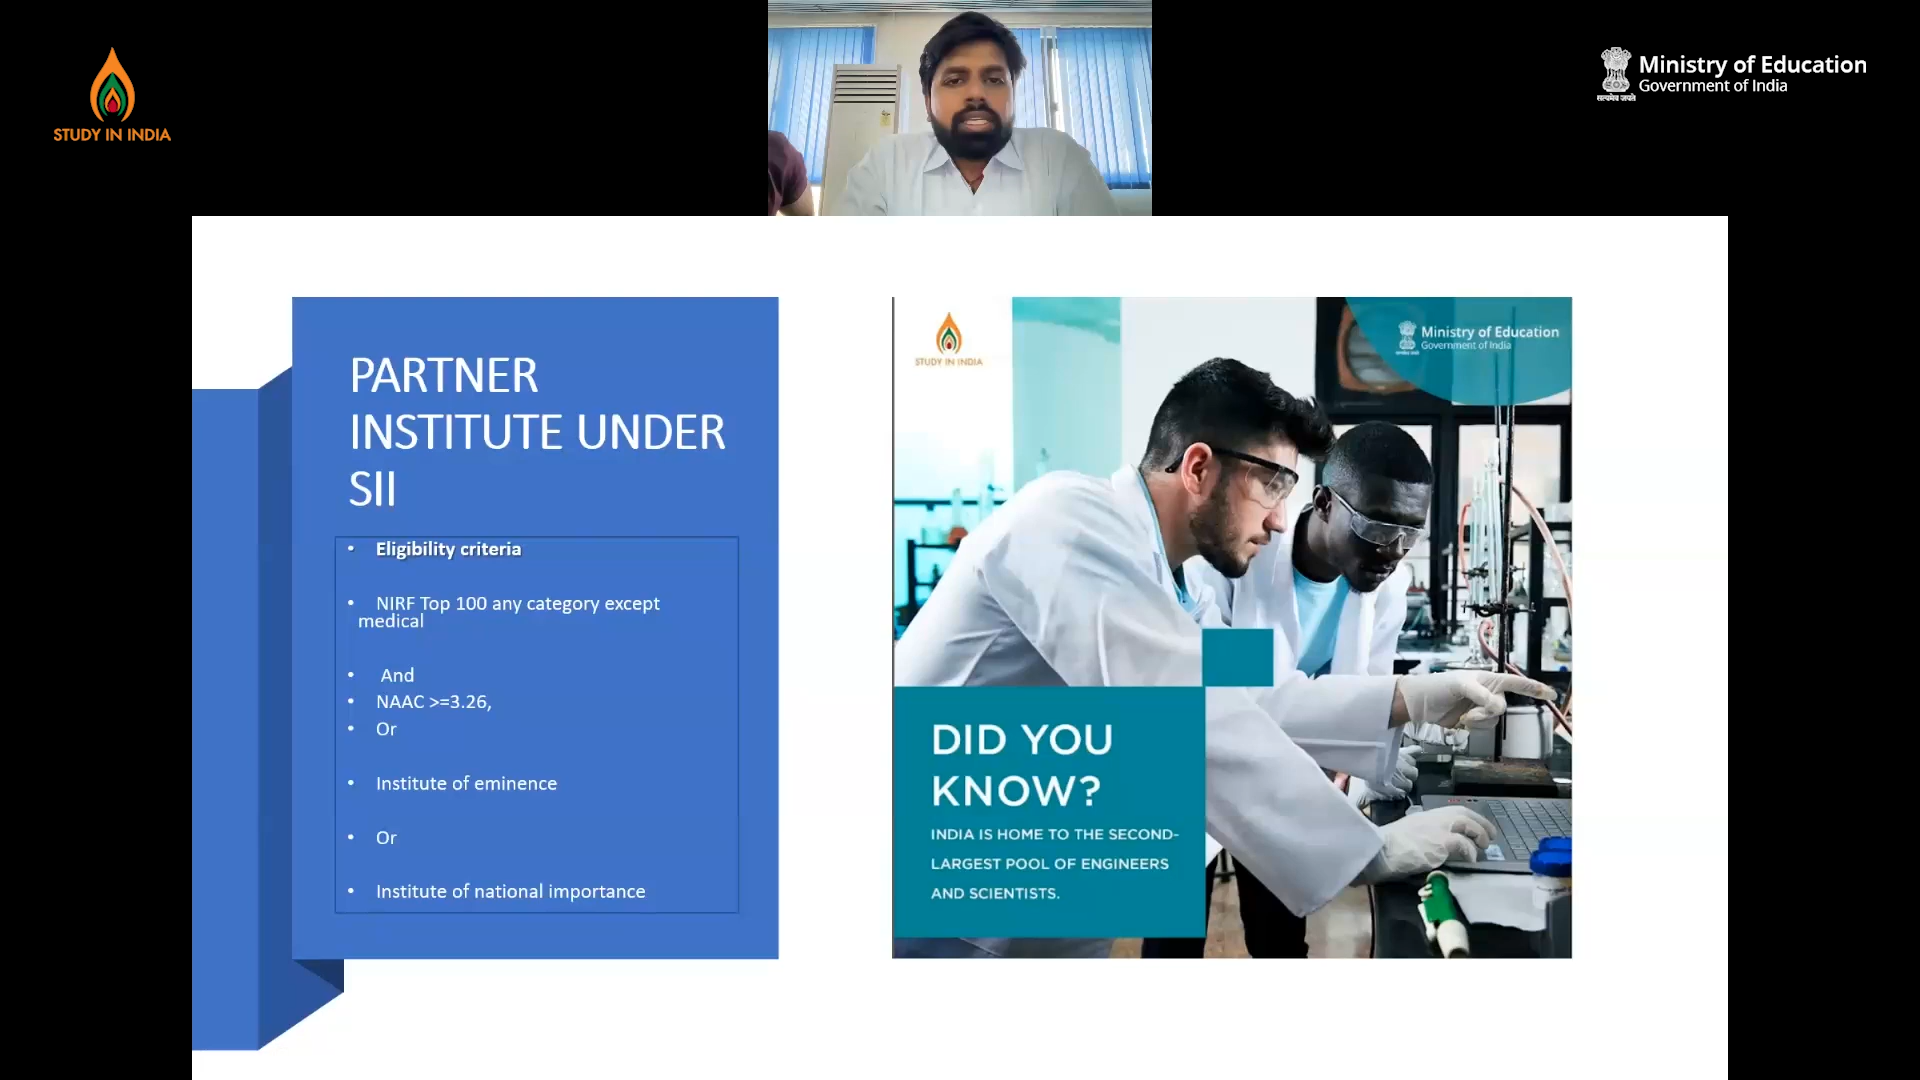 STUDY IN INDIA
Ministry of Education
Government of India
सत्यमेव जयते
PARTNER
INSTITUTE UNDER
SII
• Eligibility criteria
• NIRF Top 100 any category except
medical
• And
• NAAC >=3.26,
• Or
• Institute of eminence
• Or
• Institute of national importance
STUDY IN INDIA
Ministry of Education
Government of India
DID YOU
KNOW?
INDIA IS HOME TO THE SECOND-
LARGEST POOL OF ENGINEERS
AND SCIENTISTS.